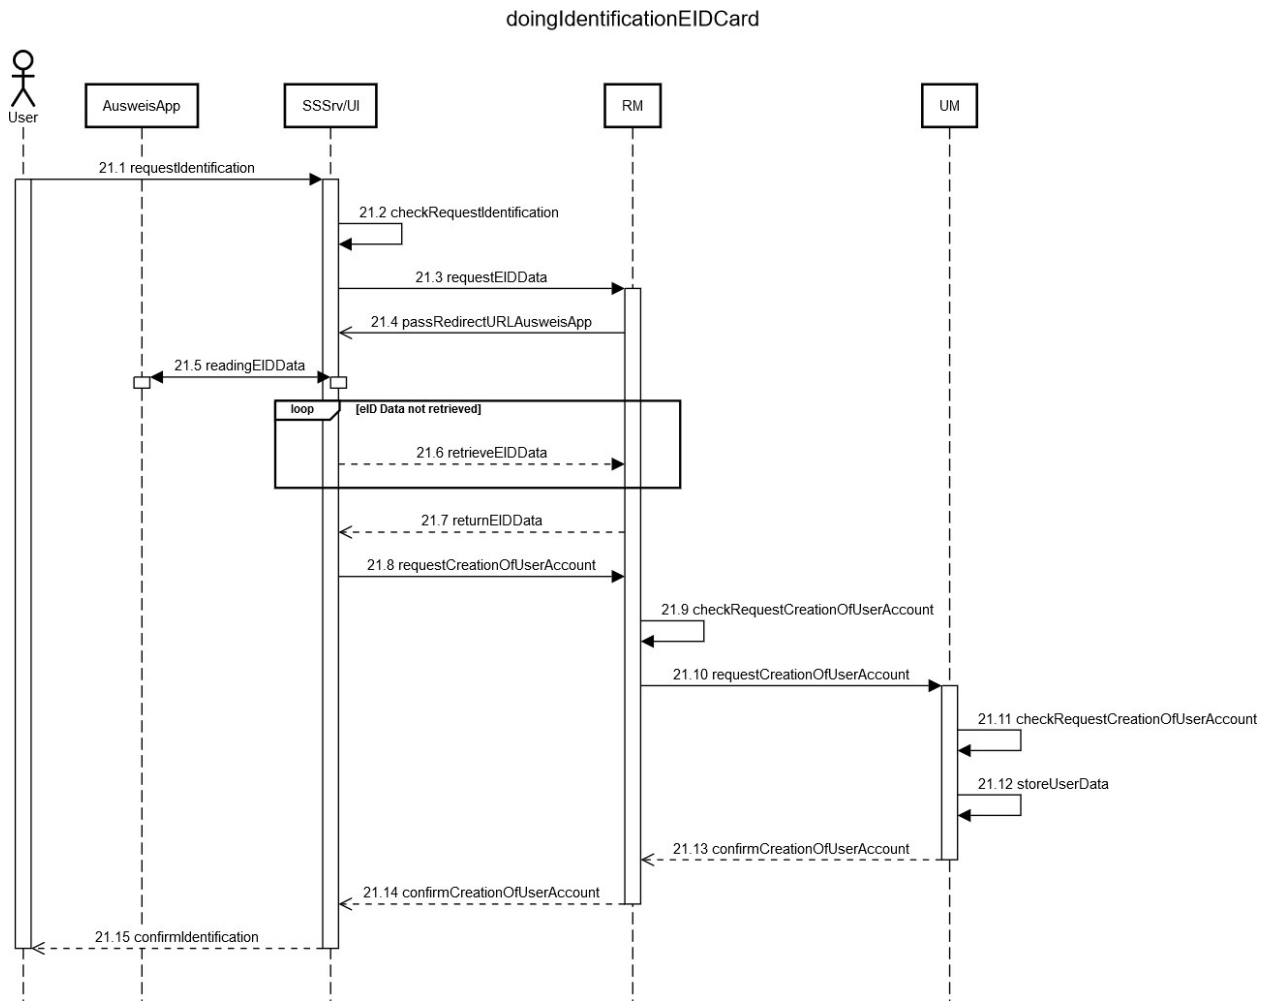 doingIdentificationEIDCard
User
AusweisApp
SSSrv/UI
RM
UM
21.1 requestIdentification
21.2 checkRequestIdentification
21.3 requestEIDData
21.4 passRedirectURLAusweisApp
21.5 readingEIDData
loop [eID Data not retrieved]
21.6 retrieveEIDData
21.7 returnEIDData
21.8 requestCreationOfUserAccount
21.9 checkRequestCreationOfUserAccount
21.10 requestCreationOfUserAccount
21.11 checkRequestCreationOfUserAccount
21.12 storeUserData
21.13 confirmCreationOfUserAccount
21.14 confirmCreationOfUserAccount
21.15 confirmIdentification